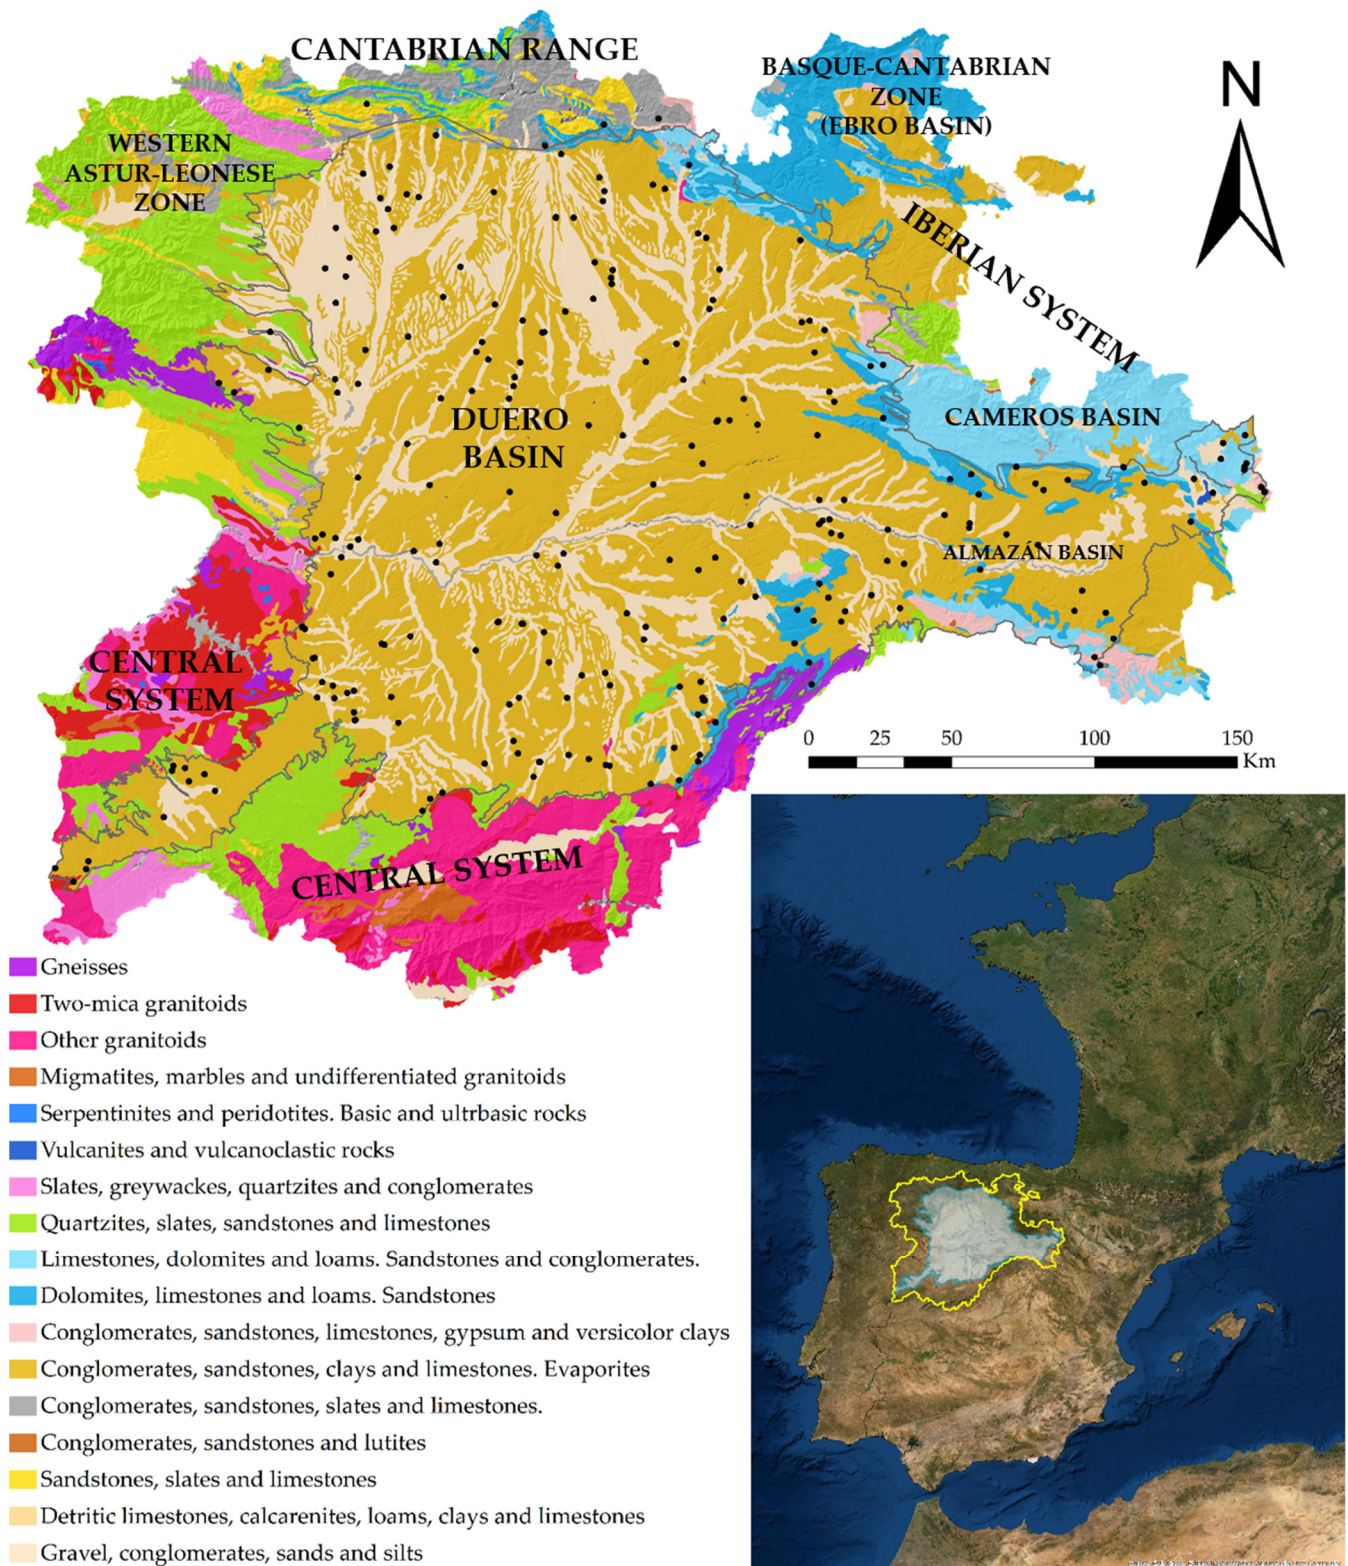 CANTABRIAN RANGE
BASQUE-CANTABRIAN
ZONE
(EBRO BASIN)
N
WESTERN
ASTUR-LEONESE
ZONE
IBERIAN SYSTEM
DUERO
BASIN
CAMEROS BASIN
ALMAZÁN BASIN
CENTRAL
SYSTEM
0 25 50 100 150
Km
CENTRAL SYSTEM
Gneisses
Two-mica granitoids
Other granitoids
Migmatites, marbles and undifferentiated granitoids
Serpentinites and peridotites. Basic and ultrbasic rocks
Vulcanites and vulcanoclastic rocks
Slates, greywackes, quartzites and conglomerates
Quartzites, slates, sandstones and limestones
Limestones, dolomites and loams. Sandstones and conglomerates.
Dolomites, limestones and loams. Sandstones
Conglomerates, sandstones, limestones, gypsum and versicolor clays
Conglomerates, sandstones, clays and limestones. Evaporites
Conglomerates, sandstones, slates and limestones.
Conglomerates, sandstones and lutites
Sandstones, slates and limestones
Detritic limestones, calcarenites, loams, clays and limestones
Gravel, conglomerates, sands and silts